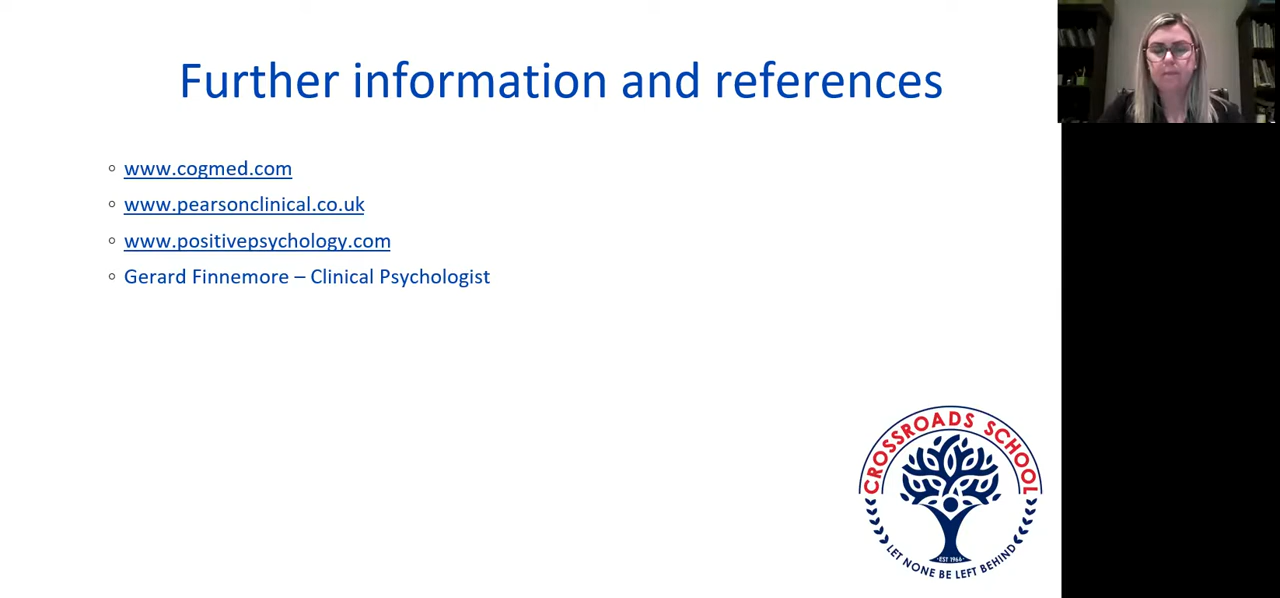 Further information and references
www.cogmed.com
www.pearsonclinical.co.uk
www.positivepsychology.com
Gerard Finnemore – Clinical Psychologist
CROSSROADS SCHOOL
EST 1964
LET NONE BE LEFT BEHIND